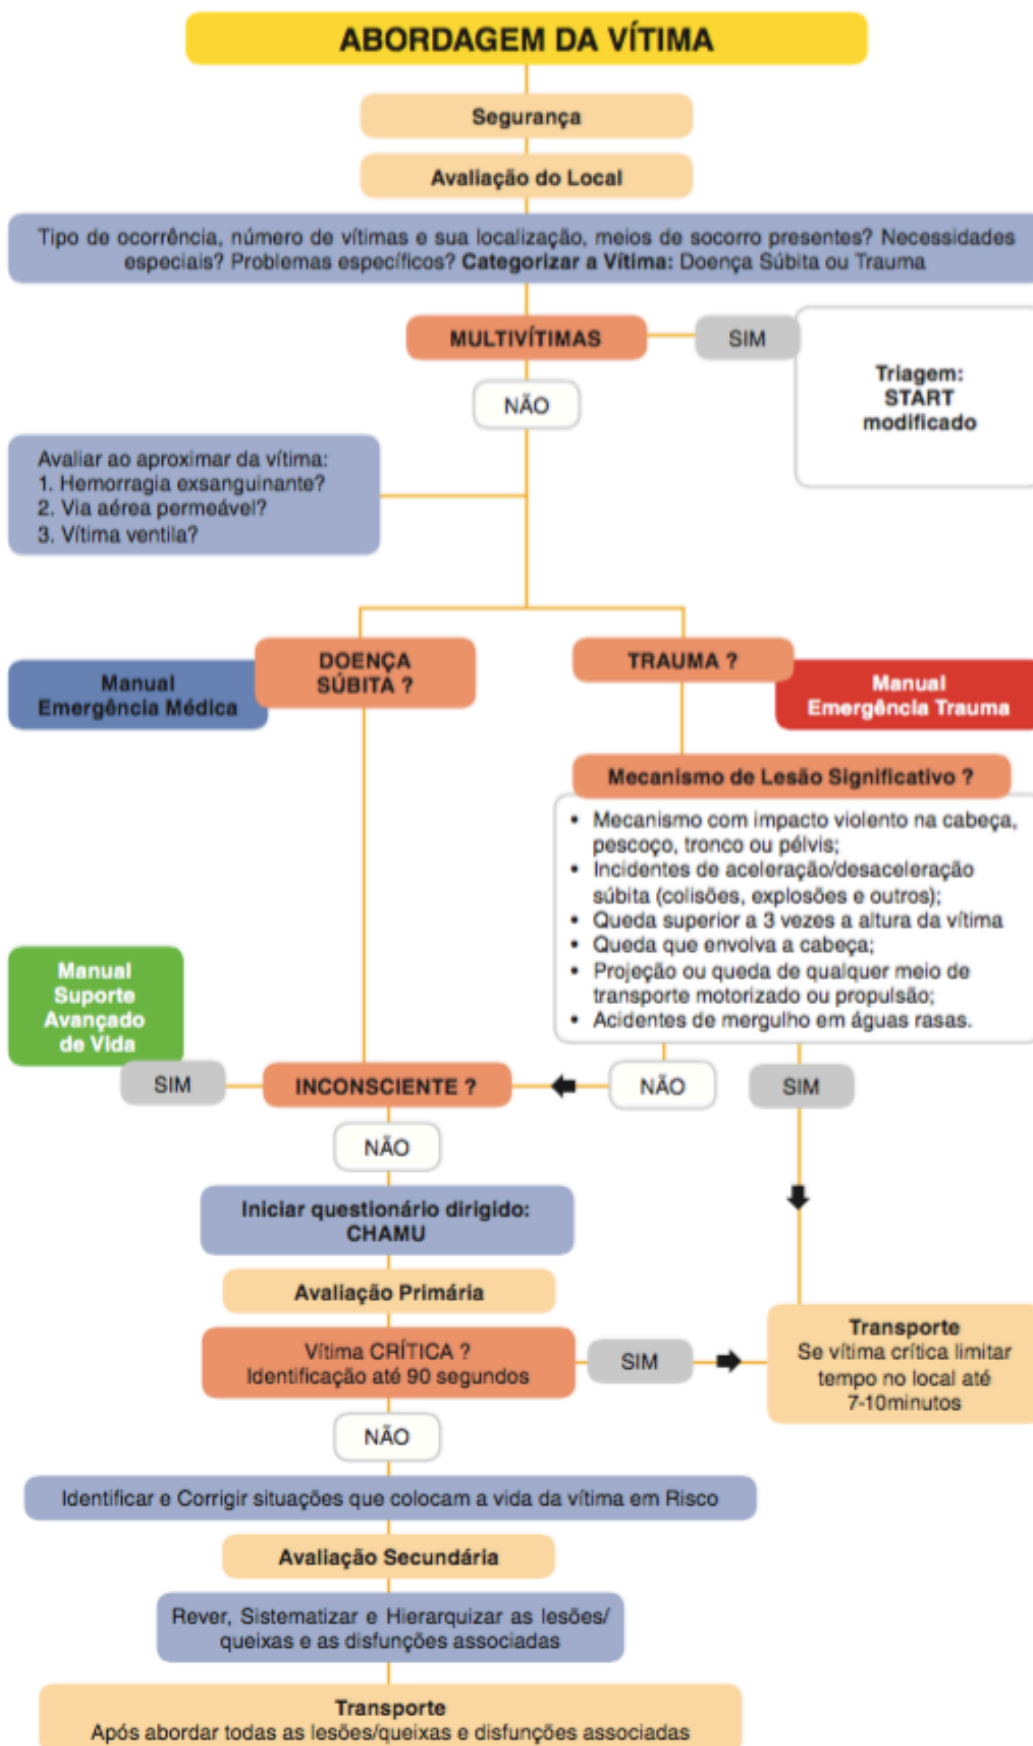 ABORDAGEM DA VÍTIMA
Segurança
Avaliação do Local
Tipo de ocorrência, número de vítimas e sua localização, meios de socorro presentes? Necessidades
especiais? Problemas específicos? Categorizar a Vítima: Doença Súbita ou Trauma
MULTIVÍTIMAS
SIM
Triagem:
START
modificado
NÃO
Avaliar ao aproximar da vítima:
1. Hemorragia exsanguinante?
2. Via aérea permeável?
3. Vítima ventila?
Manual
Emergência Médica
DOENÇA
SÚBITA ?
TRAUMA ?
Manual
Emergência Trauma
Mecanismo de Lesão Significativo ?
• Mecanismo com impacto violento na cabeça,
pescoço, tronco ou pélvis;
• Incidentes de aceleração/desaceleração
súbita (colisões, explosões e outros);
• Queda superior a 3 vezes a altura da vítima
• Queda que envolva a cabeça;
• Projeção ou queda de qualquer meio de
transporte motorizado ou propulsão;
• Acidentes de mergulho em águas rasas.
Manual
Suporte
Avançado
de Vida
SIM
INCONSCIENTE ?
NÃO
SIM
NÃO
Iniciar questionário dirigido:
CHAMU
Avaliação Primária
Vítima CRÍTICA ?
Identificação até 90 segundos
SIM
Transporte
Se vítima crítica limitar
tempo no local até
7-10minutos
NÃO
Identificar e Corrigir situações que colocam a vida da vítima em Risco
Avaliação Secundária
Rever, Sistematizar e Hierarquizar as lesões/
queixas e as disfunções associadas
Transporte
Após abordar todas as lesões/queixas e disfunções associadas